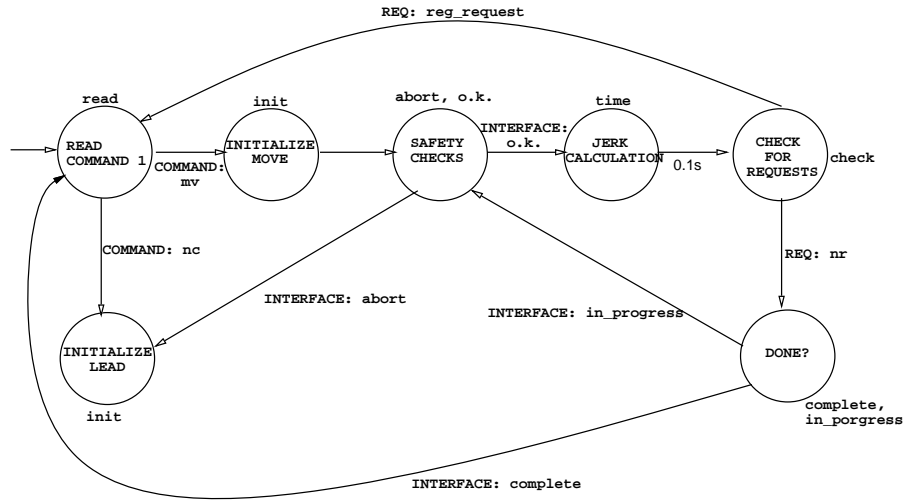 REQ: reg_request
read
init
abort, o.k.
time
READ
COMMAND 1
COMMAND:
mv
INITIALIZE
MOVE
SAFETY
CHECKS
INTERFACE:
o.k.
JERK
CALCULATION
0.1s
CHECK
FOR
REQUESTS
check
COMMAND: nc
REQ: nr
INTERFACE: abort
INTERFACE: in_progress
INITIALIZE
LEAD
init
DONE?
complete,
in_porgress
INTERFACE: complete